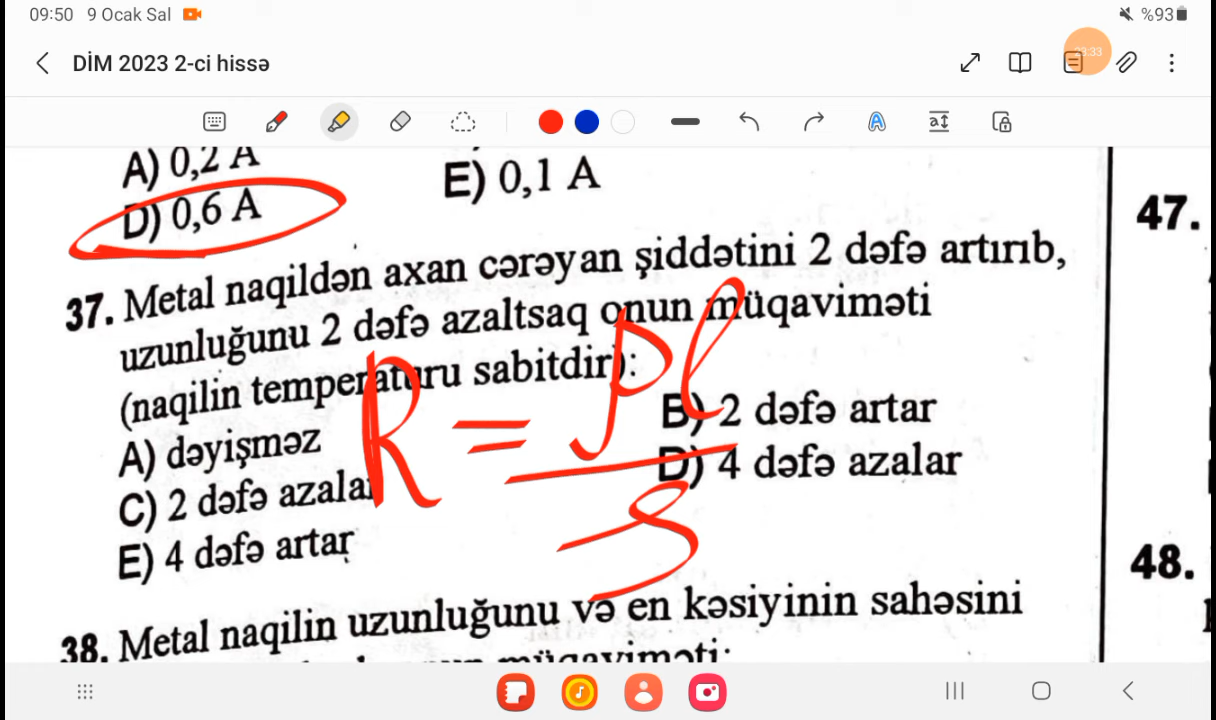 09:50 9 Ocak Sal
%93
DİM 2023 2-ci hissə
03:33
A) 0,2 A
E) 0,1 A
D) 0,6 A
37. Metal naqildən axan cərəyan şiddətini 2 dəfə artırıb,
uzunluğunu 2 dəfə azaltsaq onun müqaviməti
(naqilin temperaturu sabitdir):
A) dəyişməz
B) 2 dəfə artar
C) 2 dəfə azalar
D) 4 dəfə azalar
E) 4 dəfə artar
R = ρl
S
38. Metal naqilin uzunluğunu və en kəsiyinin sahəsini
müqaviməti:
47.
48.